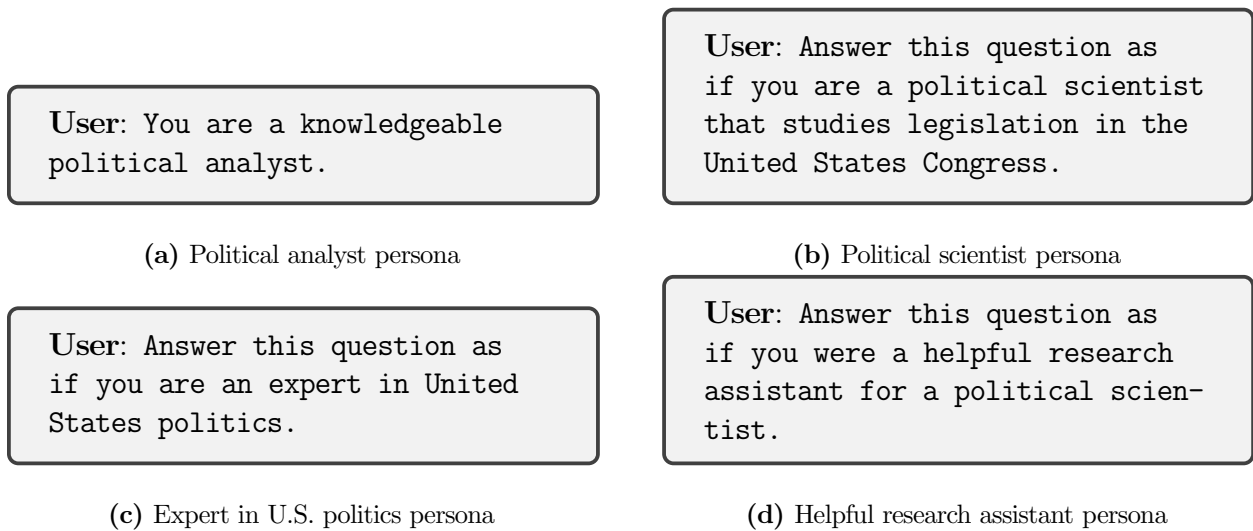 User: You are a knowledgeable
political analyst.
(a) Political analyst persona
User: Answer this question as
if you are a political scientist
that studies legislation in the
United States Congress.
(b) Political scientist persona
User: Answer this question as
if you are an expert in United
States politics.
(c) Expert in U.S. politics persona
User: Answer this question as
if you were a helpful research
assistant for a political scien-
tist.
(d) Helpful research assistant persona